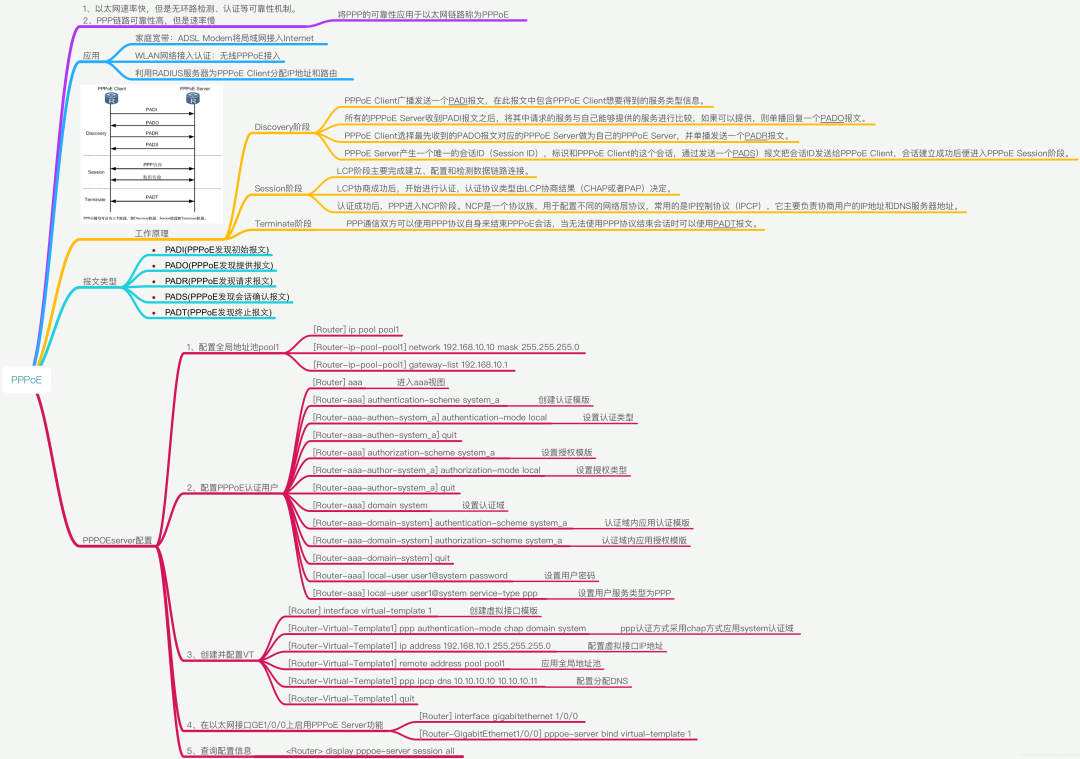 1、以太网速率快，但是无环路检测、认证等可靠性机制。
2、PPP链路可靠性高，但是速率慢
将PPP的可靠性应用于以太网链路称为PPPoE
应用
家庭宽带：ADSL Modem将局域网接入Internet
WLAN网络接入认证：无线PPPoE接入
利用RADIUS服务器为PPPoE Client分配IP地址和路由
PPPoE Client
PPPoE Server
PADI
PADO
Discovery
PADR
PADS
PPP协商
Session
数据传输
Terminate
PADT
工作原理
Discovery阶段
PPPoE Client广播发送一个PADI报文，在此报文中包含PPPoE Client想要得到的服务类型信息。
所有的PPPoE Server收到PADI报文之后，将其中请求的服务与自己能够提供的服务进行比较，如果可以提供，则单播回复一个PADO报文。
PPPoE Client选择最先收到的PADO报文对应的PPPoE Server做为自己的PPPoE Server，并单播发送一个PADR报文。
PPPoE Server产生一个唯一的会话ID（Session ID），标识和PPPoE Client的这个会话，通过发送一个PADS）报文把会话ID发送给PPPoE Client，会话建立成功后便进入PPPoE Session阶段。
Session阶段
LCP阶段主要完成建立、配置和检测数据链路连接。
LCP协商成功后，开始进行认证，认证协议类型由LCP协商结果（CHAP或者PAP）决定。
认证成功后，PPP进入NCP阶段。NCP是一个协议族，用于配置不同的网络层协议，常用的是IP控制协议（IPCP），它主要负责协商用户的IP地址和DNS服务器地址。
Terminate阶段
PPP通信双方可以使用PPP协议自身来结束PPPoE会话，当无法使用PPP协议结束会话时可以使用PADT报文。
报文类型
• PADI(PPPoE发现初始报文)
• PADO(PPPoE发现提供报文)
• PADR(PPPoE发现请求报文)
• PADS(PPPoE发现会话确认报文)
• PADT(PPPoE发现终止报文)
PPPoE
PPPOEserver配置
1、配置全局地址池pool1
[Router] ip pool pool1
[Router-ip-pool-pool1] network 192.168.10.10 mask 255.255.255.0
[Router-ip-pool-pool1] gateway-list 192.168.10.1
2、配置PPPoE认证用户
[Router] aaa 进入aaa视图
[Router-aaa] authentication-scheme system_a 创建认证模版
[Router-aaa-authen-system_a] authentication-mode local 设置认证类型
[Router-aaa-authen-system_a] quit
[Router-aaa] authorization-scheme system_a 设置授权模版
[Router-aaa-author-system_a] authorization-mode local 设置授权类型
[Router-aaa-author-system_a] quit
[Router-aaa] domain system 设置认证域
[Router-aaa-domain-system] authentication-scheme system_a 认证域内应用认证模版
[Router-aaa-domain-system] authorization-scheme system_a 认证域内应用授权模版
[Router-aaa-domain-system] quit
[Router-aaa] local-user user1@system password 设置用户密码
[Router-aaa] local-user user1@system service-type ppp 设置用户服务类型为PPP
3、创建并配置VT
[Router] interface virtual-template 1 创建虚拟接口模版
[Router-Virtual-Template1] ppp authentication-mode chap domain system ppp认证方式采用chap方式应用system认证域
[Router-Virtual-Template1] ip address 192.168.10.1 255.255.255.0 配置虚拟接口IP地址
[Router-Virtual-Template1] remote address pool pool1 应用全局地址池
[Router-Virtual-Template1] ppp ipcp dns 10.10.10.10 10.10.10.11 配置分配DNS
[Router-Virtual-Template1] quit
4、在以太网接口GE1/0/0上启用PPPoE Server功能
[Router] interface gigabitethernet 1/0/0
[Router-GigabitEthernet1/0/0] pppoe-server bind virtual-template 1
5、查询配置信息
<Router> display pppoe-server session all